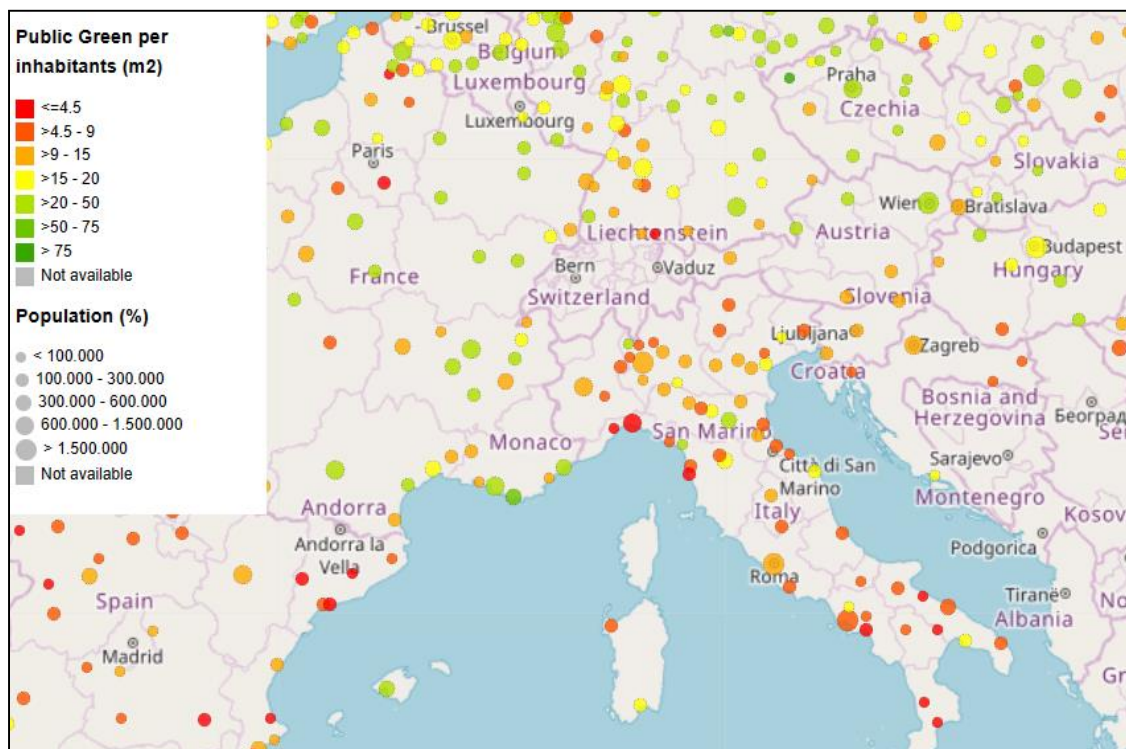 Public Green per
inhabitants (m2)
<=4.5
>4.5 - 9
>9 - 15
>15 - 20
>20 - 50
>50 - 75
> 75
Not available
Population (%)
< 100.000
100.000 - 300.000
300.000 - 600.000
600.000 - 1.500.000
> 1.500.000
Not available
Brussel
Belgium
Luxembourg
Luxembourg
Paris
France
Praha
Czechia
Slovakia
Wien
Bratislava
Liechtenstein
Austria
Budapest
Hungary
Bern
Vaduz
Switzerland
Slovenia
Ljubljana
Zagreb
Croatia
Bosnia and
Herzegovina
Београд
Se
Monaco
San Marino
Città di San
Marino
Sarajevo
Montenegro
Kosov
Andorra
Andorra la
Vella
Italy
Podgorica
Roma
Tiranë
Albania
No
Spain
Madrid
Gr